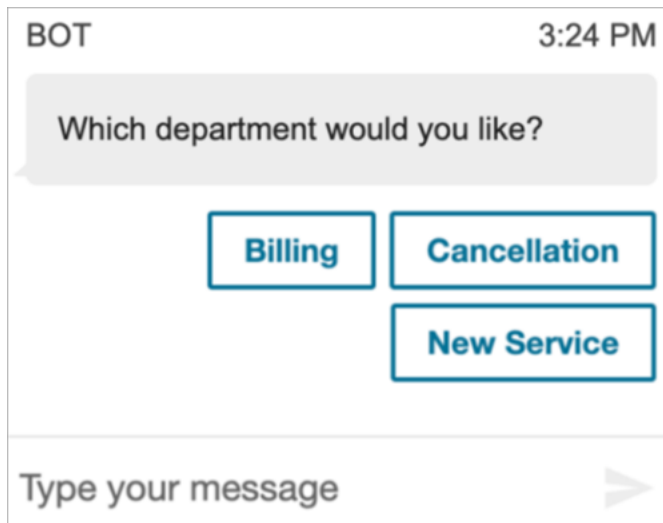 BOT 3:24 PM
Which department would you like?
Billing Cancellation
New Service
Type your message